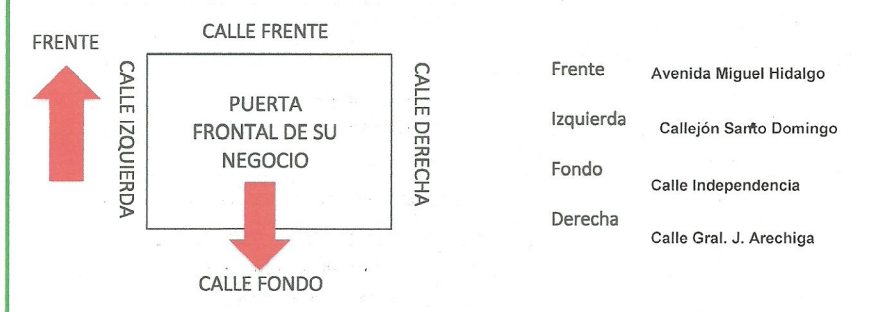 CALLE FRENTE
FRENTE
CALLE IZQUIERDA
PUERTA
FRONTAL DE SU
NEGOCIO
CALLE DERECHA
CALLE FONDO
Frente Avenida Miguel Hidalgo
Izquierda Callejón Santo Domingo
Fondo Calle Independencia
Derecha Calle Gral. J. Arechiga